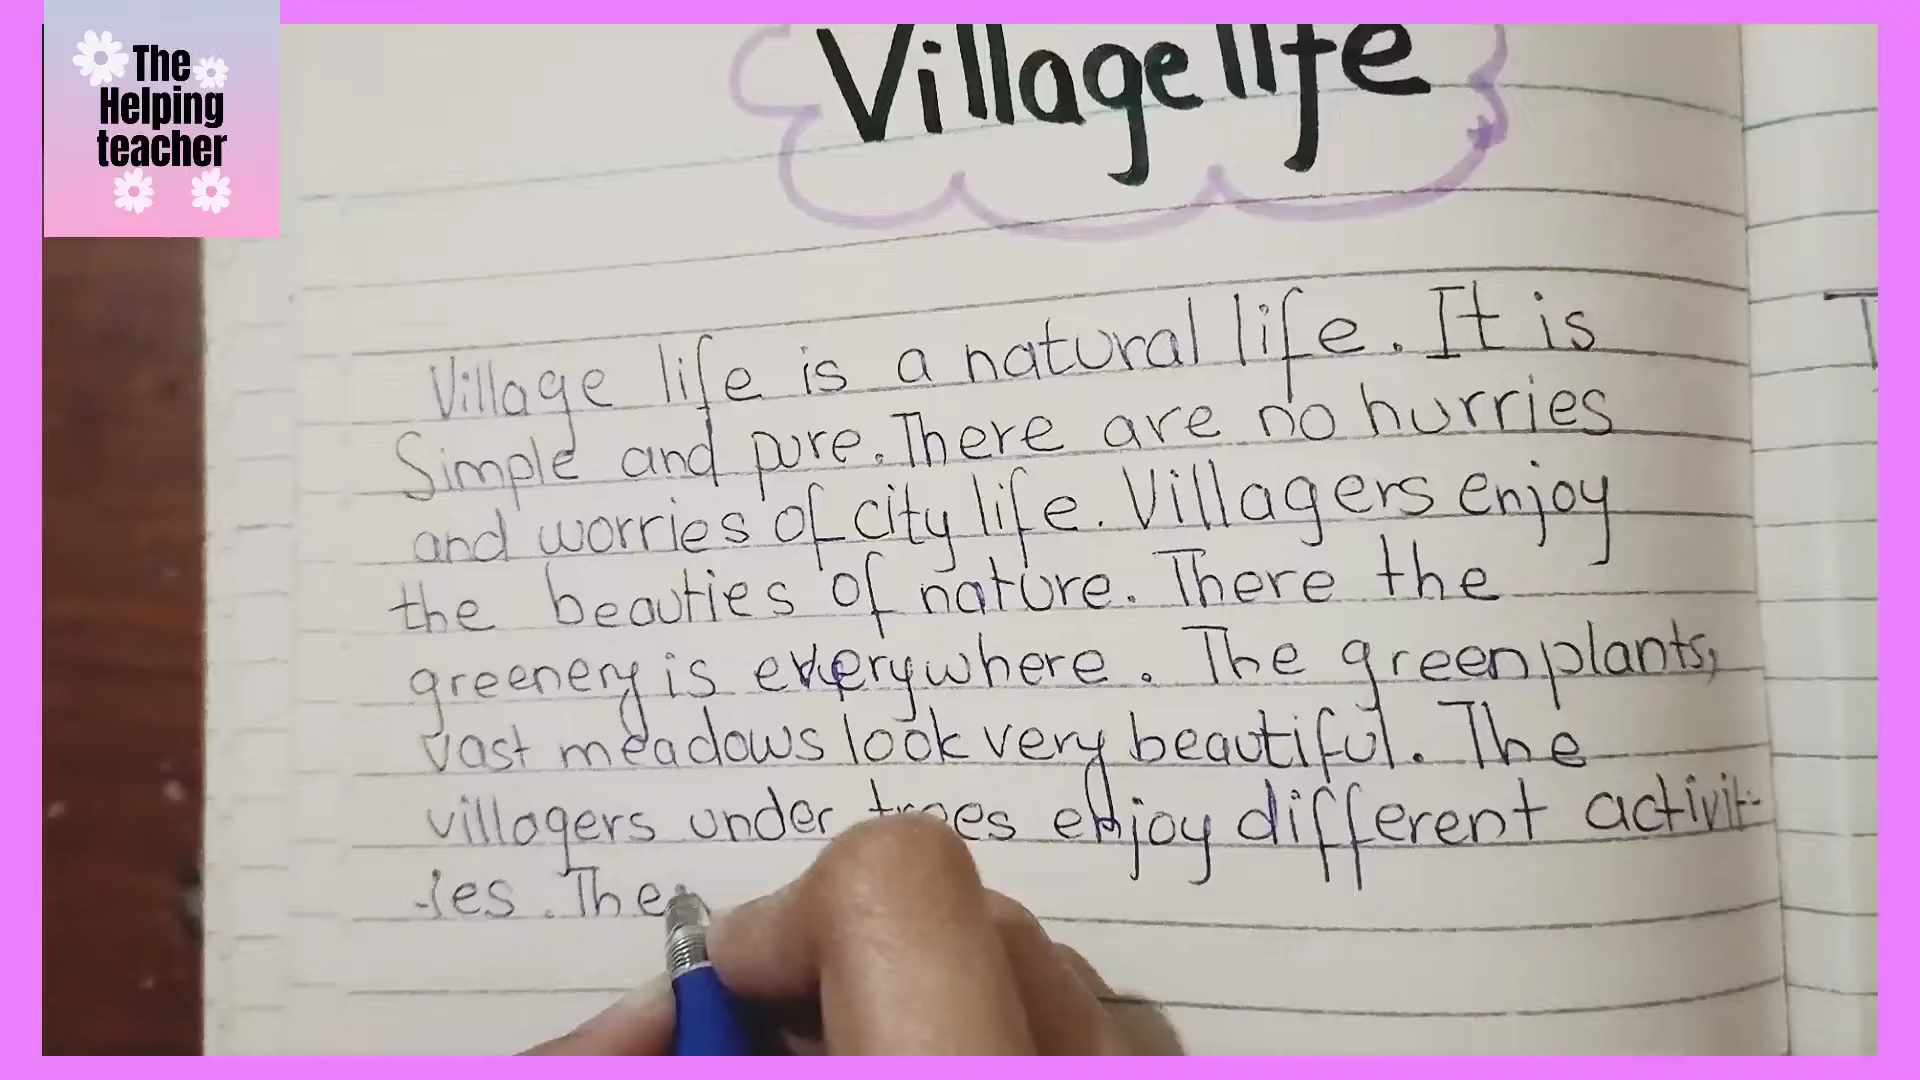 The
Helping
teacher
Village life
Village life is a natural life. It is
Simple and pure. There are no hurries
and worries of city life. Villagers enjoy
the beauties of nature. There the
greenery is everywhere. The green plants,
vast meadows look very beautiful. The
villagers under trees enjoy different activit-
-ies. The